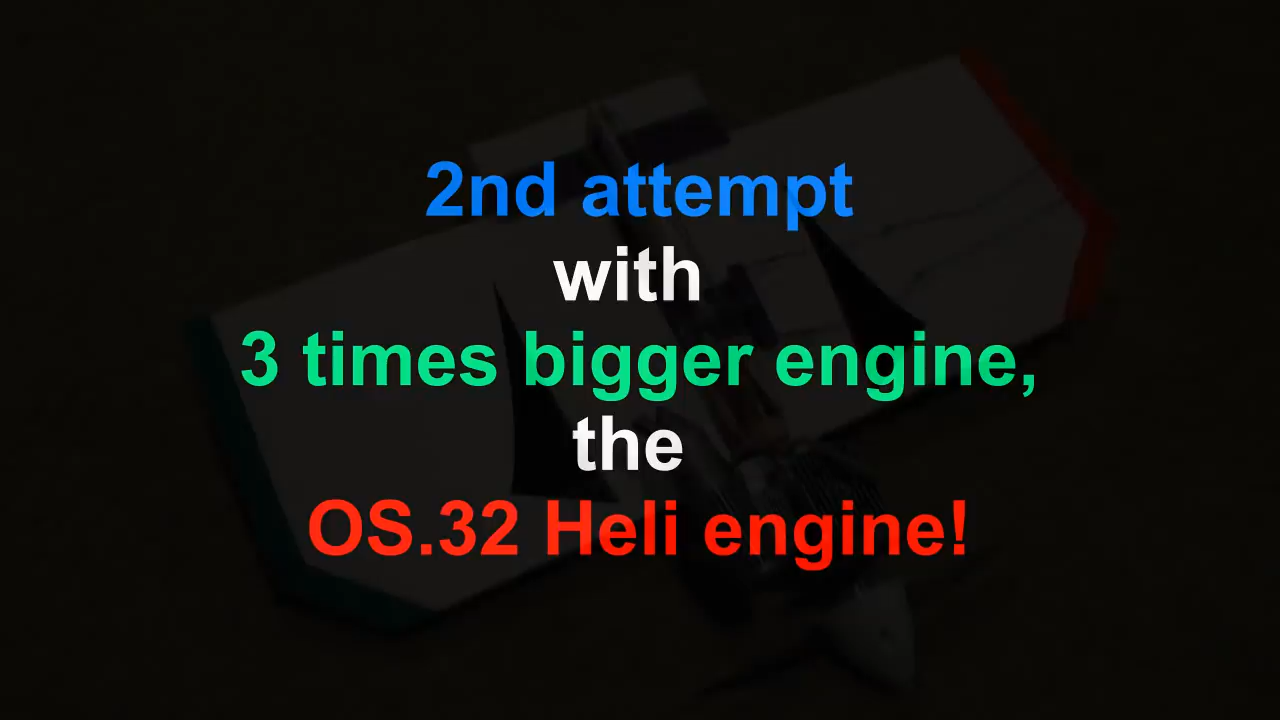 2nd attempt
with
3 times bigger engine,
the
OS.32 Heli engine!